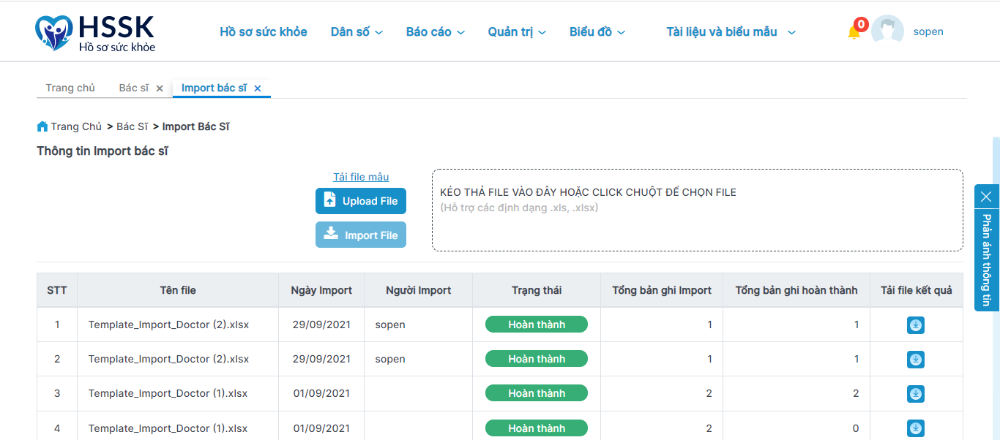 HSSK
Hồ sơ sức khỏe
Hồ sơ sức khỏe Dân số Báo cáo Quản trị Biểu đồ Tài liệu và biểu mẫu 0 sopen
Trang chủ Bác sĩ × Import bác sĩ ×
Trang Chủ > Bác Sĩ > Import Bác Sĩ
Thông tin Import bác sĩ
Tải file mẫu
Upload File
Import File
KÉO THẢ FILE VÀO ĐÂY HOẶC CLICK CHUỘT ĐỂ CHỌN FILE
(Hỗ trợ các định dạng .xls, .xlsx)
Phản ánh thông tin
STT Tên file Ngày Import Người Import Trạng thái Tổng bản ghi Import Tổng bản ghi hoàn thành Tải file kết quả
1 Template_Import_Doctor (2).xlsx 29/09/2021 sopen Hoàn thành 1 1
2 Template_Import_Doctor (2).xlsx 29/09/2021 sopen Hoàn thành 1 1
3 Template_Import_Doctor (1).xlsx 01/09/2021 Hoàn thành 2 2
4 Template_Import_Doctor (1).xlsx 01/09/2021 Hoàn thành 2 0